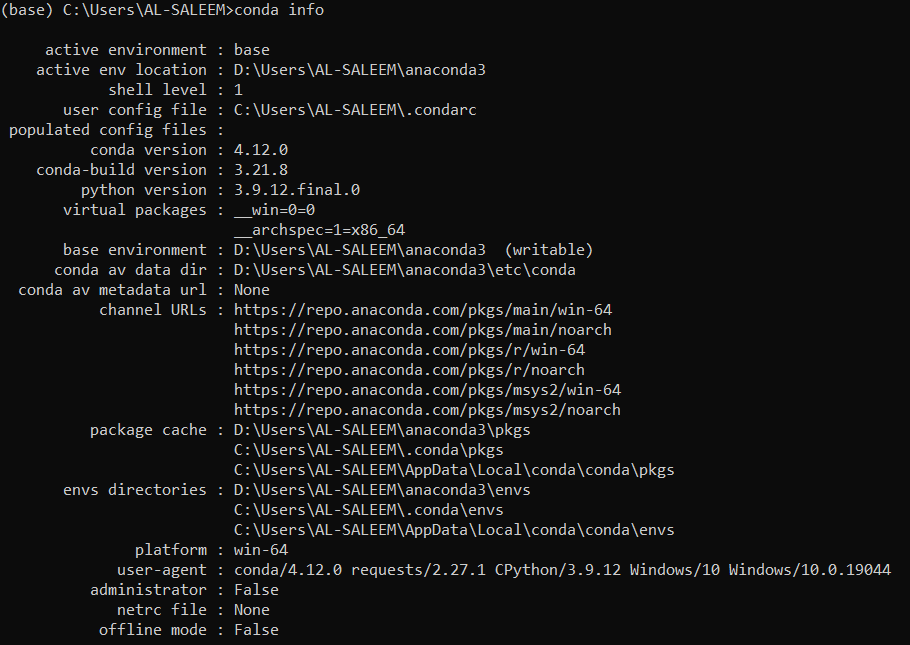 (base) C:\Users\AL-SALEEM>conda info
active environment : base
active env location : D:\Users\AL-SALEEM\anaconda3
shell level : 1
user config file : C:\Users\AL-SALEEM\.condarc
populated config files :
conda version : 4.12.0
conda-build version : 3.21.8
python version : 3.9.12.final.0
virtual packages : __win=0=0
__archspec=1=x86_64
base environment : D:\Users\AL-SALEEM\anaconda3  (writable)
conda av data dir : D:\Users\AL-SALEEM\anaconda3\etc\conda
conda av metadata url : None
channel URLs : https://repo.anaconda.com/pkgs/main/win-64
https://repo.anaconda.com/pkgs/main/noarch
https://repo.anaconda.com/pkgs/r/win-64
https://repo.anaconda.com/pkgs/r/noarch
https://repo.anaconda.com/pkgs/msys2/win-64
https://repo.anaconda.com/pkgs/msys2/noarch
package cache : D:\Users\AL-SALEEM\anaconda3\pkgs
C:\Users\AL-SALEEM\.conda\pkgs
C:\Users\AL-SALEEM\AppData\Local\conda\conda\pkgs
envs directories : D:\Users\AL-SALEEM\anaconda3\envs
C:\Users\AL-SALEEM\.conda\envs
C:\Users\AL-SALEEM\AppData\Local\conda\conda\envs
platform : win-64
user-agent : conda/4.12.0 requests/2.27.1 CPython/3.9.12 Windows/10 Windows/10.0.19044
administrator : False
netrc file : None
offline mode : False